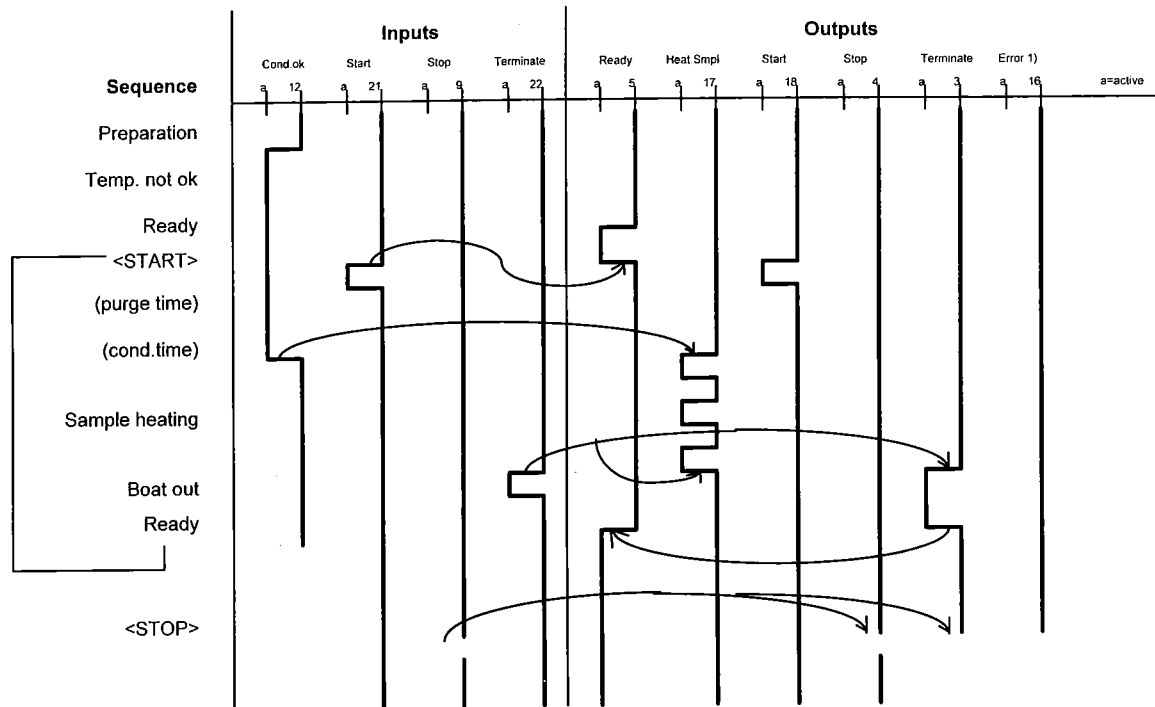 Inputs Outputs
Cond.ok Start Stop Terminate Ready Heat Smpl Start Stop Terminate Error 1)
Sequence a 12 a 21 a 9 a 22 a 5 a 17 a 18 a 4 a 3 a 16 a=active
Preparation
Temp. not ok
Ready
<START>
(purge time)
(cond.time)
Sample heating
Boat out
Ready
<STOP>